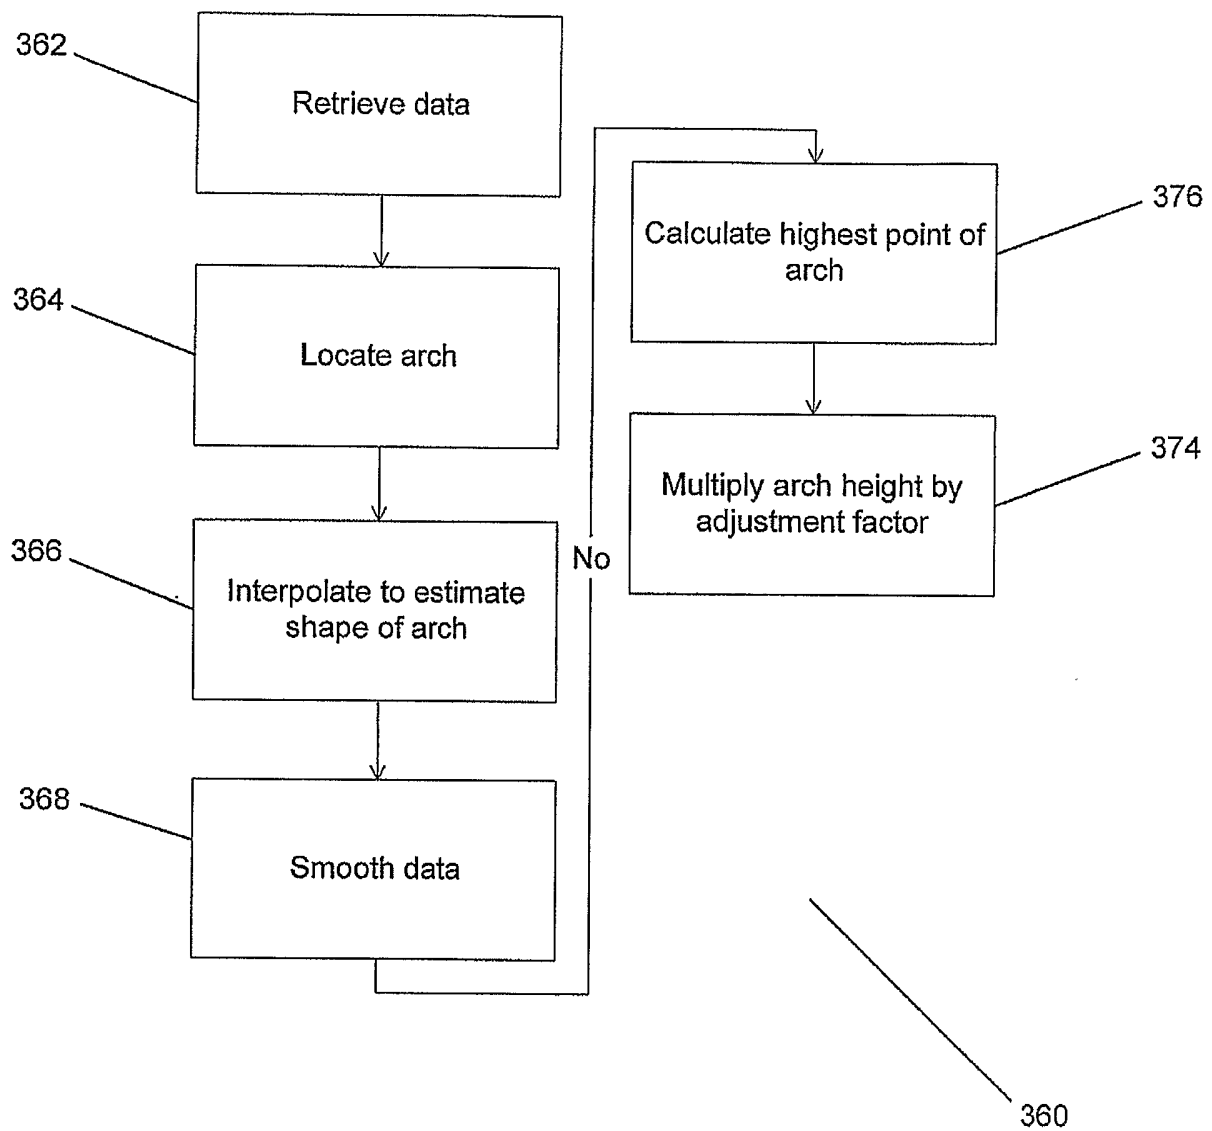 362
Retrieve data
364
Locate arch
366
Interpolate to estimate
shape of arch
368
Smooth data
No
376
Calculate highest point of
arch
374
Multiply arch height by
adjustment factor
360